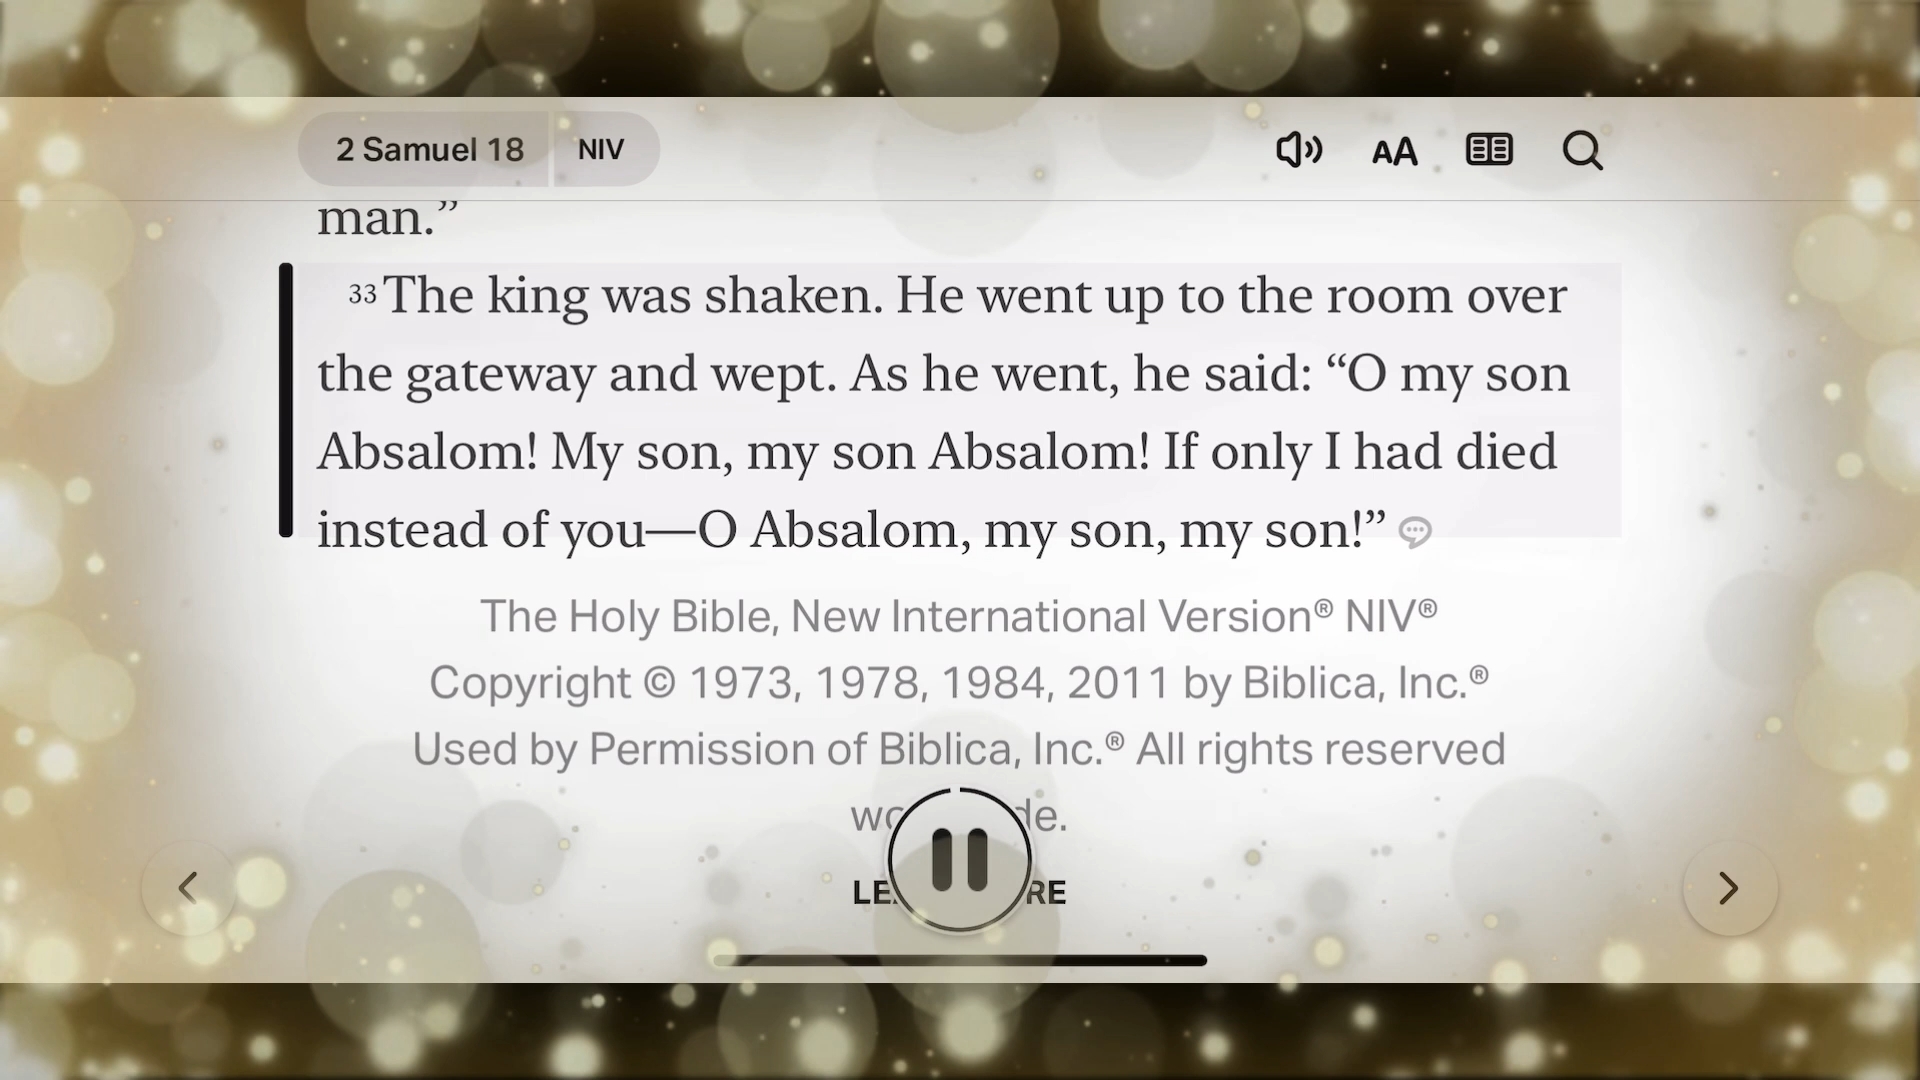 2 Samuel 18 NIV
AA
man.”
33 The king was shaken. He went up to the room over
the gateway and wept. As he went, he said: “O my son
Absalom! My son, my son Absalom! If only I had died
instead of you—O Absalom, my son, my son!”
The Holy Bible, New International Version® NIV®
Copyright © 1973, 1978, 1984, 2011 by Biblica, Inc.®
Used by Permission of Biblica, Inc.® All rights reserved